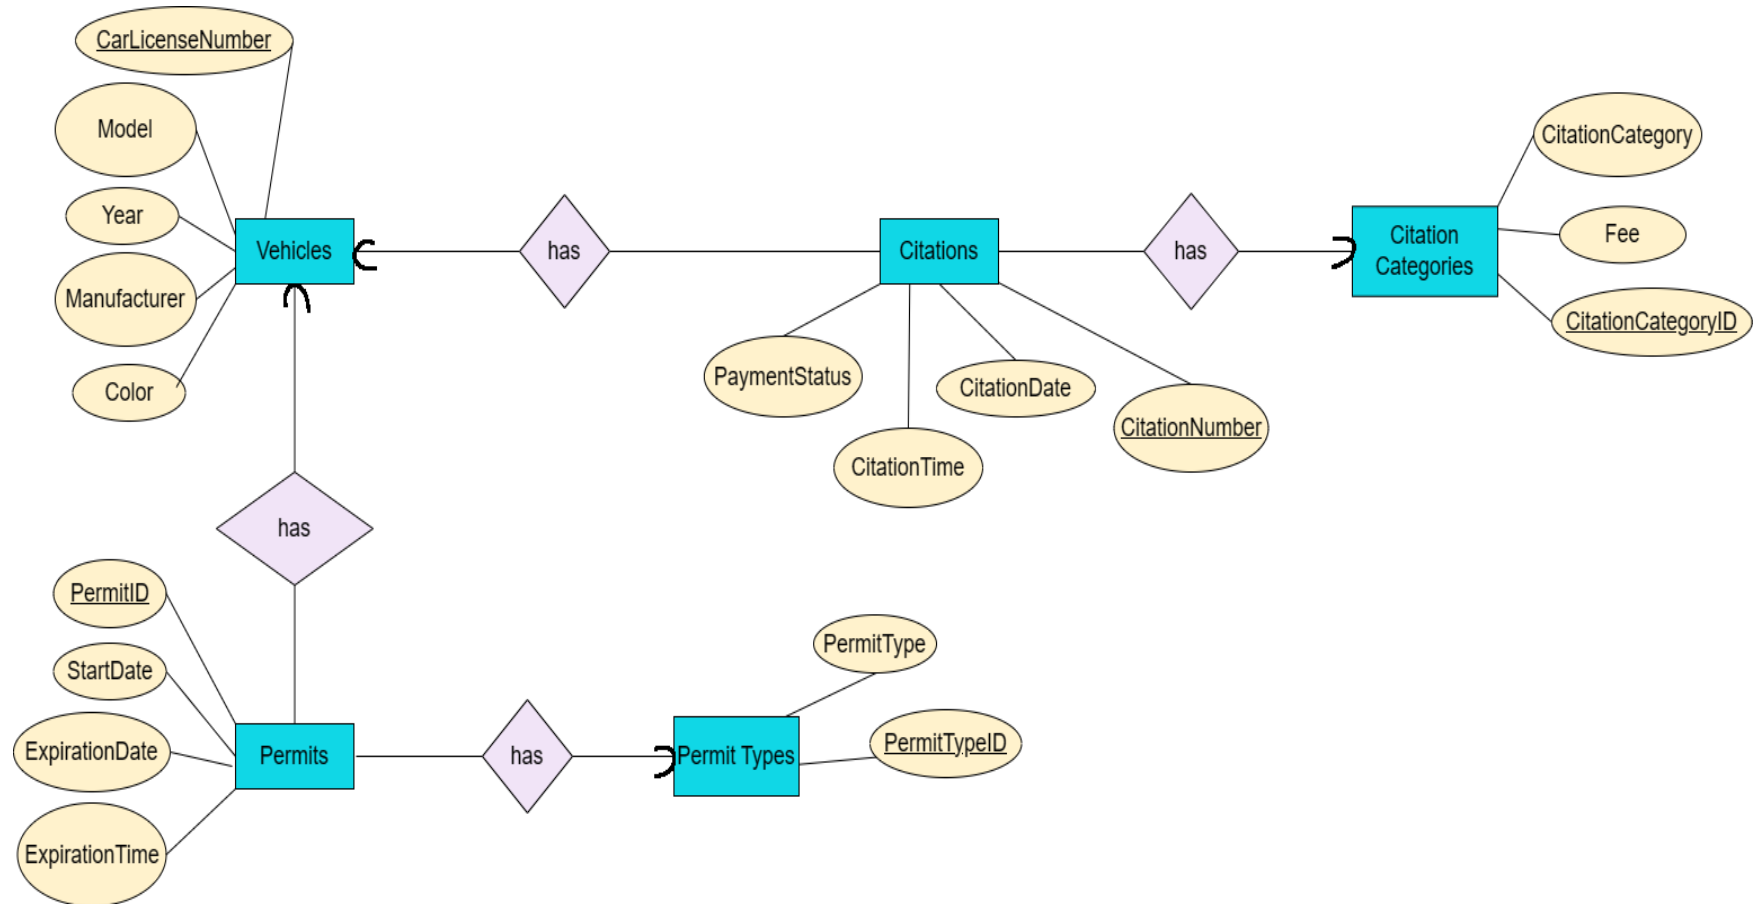 CarLicenseNumber
Model
Year
Manufacturer
Color
Vehicles
has
Citations
has
Citation
Categories
CitationCategory
Fee
CitationCategoryID
PaymentStatus
CitationTime
CitationDate
CitationNumber
has
PermitID
StartDate
ExpirationDate
ExpirationTime
Permits
has
Permit Types
PermitType
PermitTypeID